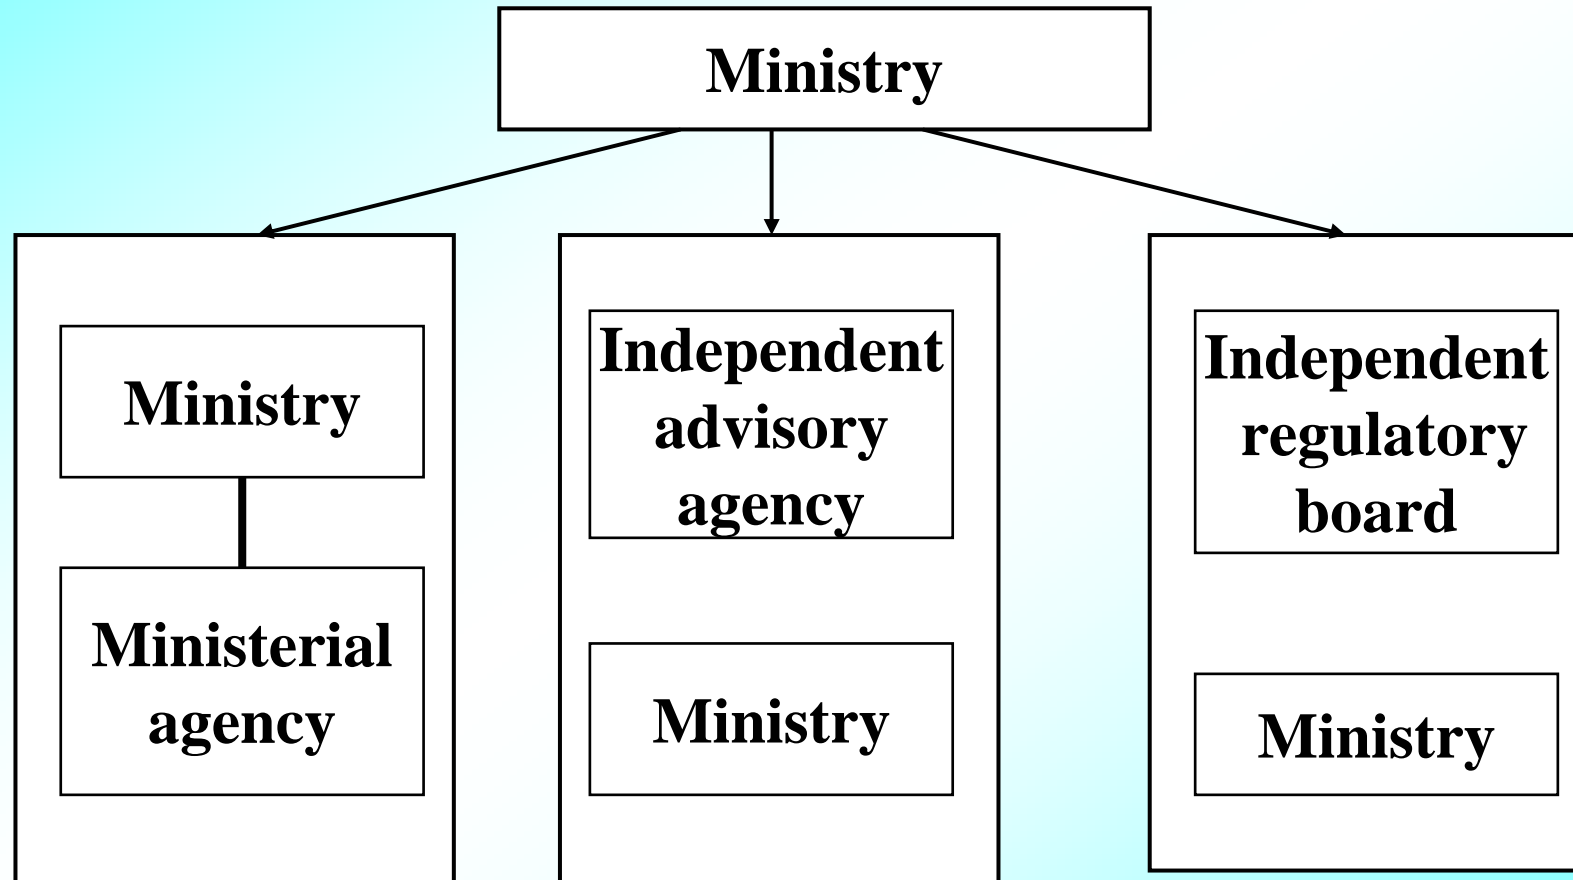 Ministry
Ministry
Ministerial
agency
Independent
advisory
agency
Ministry
Independent
regulatory
board
Ministry